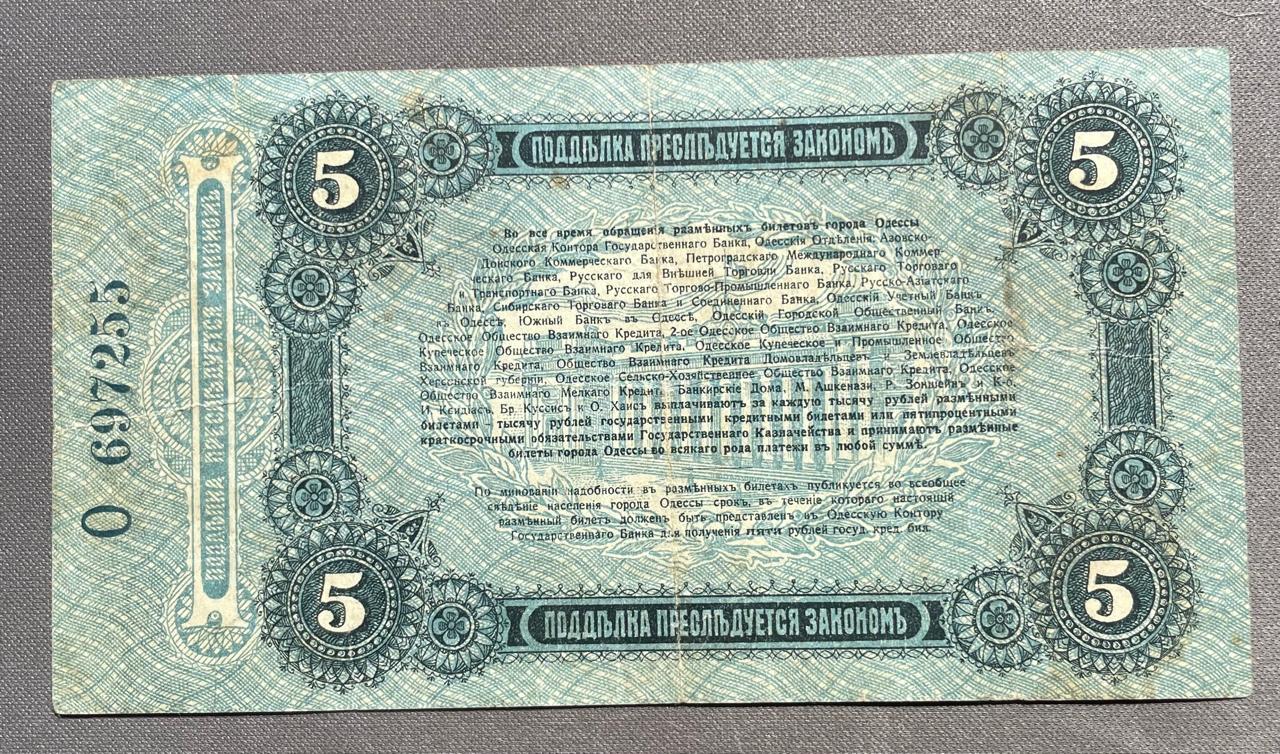 5
ПОДДѢЛКА ПРЕСЛѢДУЕТСЯ ЗАКОНОМЪ
5
Во все время обращенія размѣнныхъ билетовъ города Одессы
Одесская Контора Государственнаго Банка, Одесскія Отдѣленія: Азовско-
Донского Коммерческаго Банка, Петроградскаго Международнаго Коммер-
ческаго Банка, Русскаго для Внѣшней Торговли Банка, Русскаго Торговаго
и Транспортнаго Банка, Русскаго Торгово-Промышленнаго Банка, Русско-Азіатскаго
Банка, Сибирскаго Торговаго Банка и Соединеннаго Банка, Одесскій Учетный Банкъ
въ Одессѣ, Южный Банкъ въ Одессѣ, Одесскій Городской Общественный Банкъ,
Одесское Общество Взаимнаго Кредита, 2-ое Одесское Общество Взаимнаго Кредита, Одесское
Купеческое Общество Взаимнаго Кредита, Одесское Купеческое и Промышленное Общество
Взаимнаго Кредита, Общество Взаимнаго Кредита Домовладѣльцевъ и Землевладѣльцевъ
Херсонской губерніи, Одесское Сельско-Хозяйственное Общество Взаимнаго Кредита, Одесское
Общество Взаимнаго Мелкаго Кредита, Банкирскіе Дома, М. Ашкенази, Р. Зонштейнъ и К-о,
И. Ксидіасъ, Бр. Куссисъ и О. Хаисъ выплачиваютъ за каждую тысячу рублей размѣнными
билетами - тысячу рублей государственными кредитными билетами или пятипроцентными
краткосрочными обязательствами Государственнаго Казначейства и принимаютъ размѣнные
билеты города Одессы во всякаго рода платежи въ любой суммѣ.
По минованіи надобности въ размѣнныхъ билетахъ публикуется во всеобщее
свѣдѣніе населенія города Одессы срокъ, въ теченіе котораго настоящій
размѣнный билетъ долженъ быть представленъ въ Одесскую Контору
Государственнаго Банка для полученія пяти рублей госуд. кред. бил.
5
ПОДДѢЛКА ПРЕСЛѢДУЕТСЯ ЗАКОНОМЪ
5
ПОДДѢЛКА ПРЕСЛѢДУЕТСЯ ЗАКОНОМЪ
О 697255